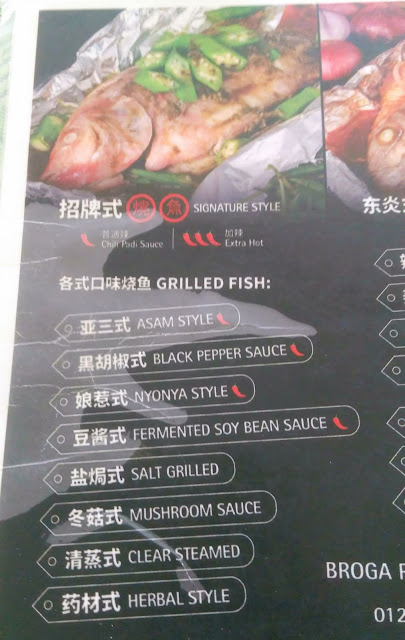 招牌式 烧 魚 SIGNATURE STYLE
普通辣 加辣
Chili Padi Sauce Extra Hot
各式口味烧鱼 GRILLED FISH:
亚三式 ASAM STYLE
黑胡椒式 BLACK PEPPER SAUCE
娘惹式 NYONYA STYLE
豆酱式 FERMENTED SOY BEAN SAUCE
盐焗式 SALT GRILLED
冬菇式 MUSHROOM SAUCE
清蒸式 CLEAR STEAMED
药材式 HERBAL STYLE
东炎
BROGA
012